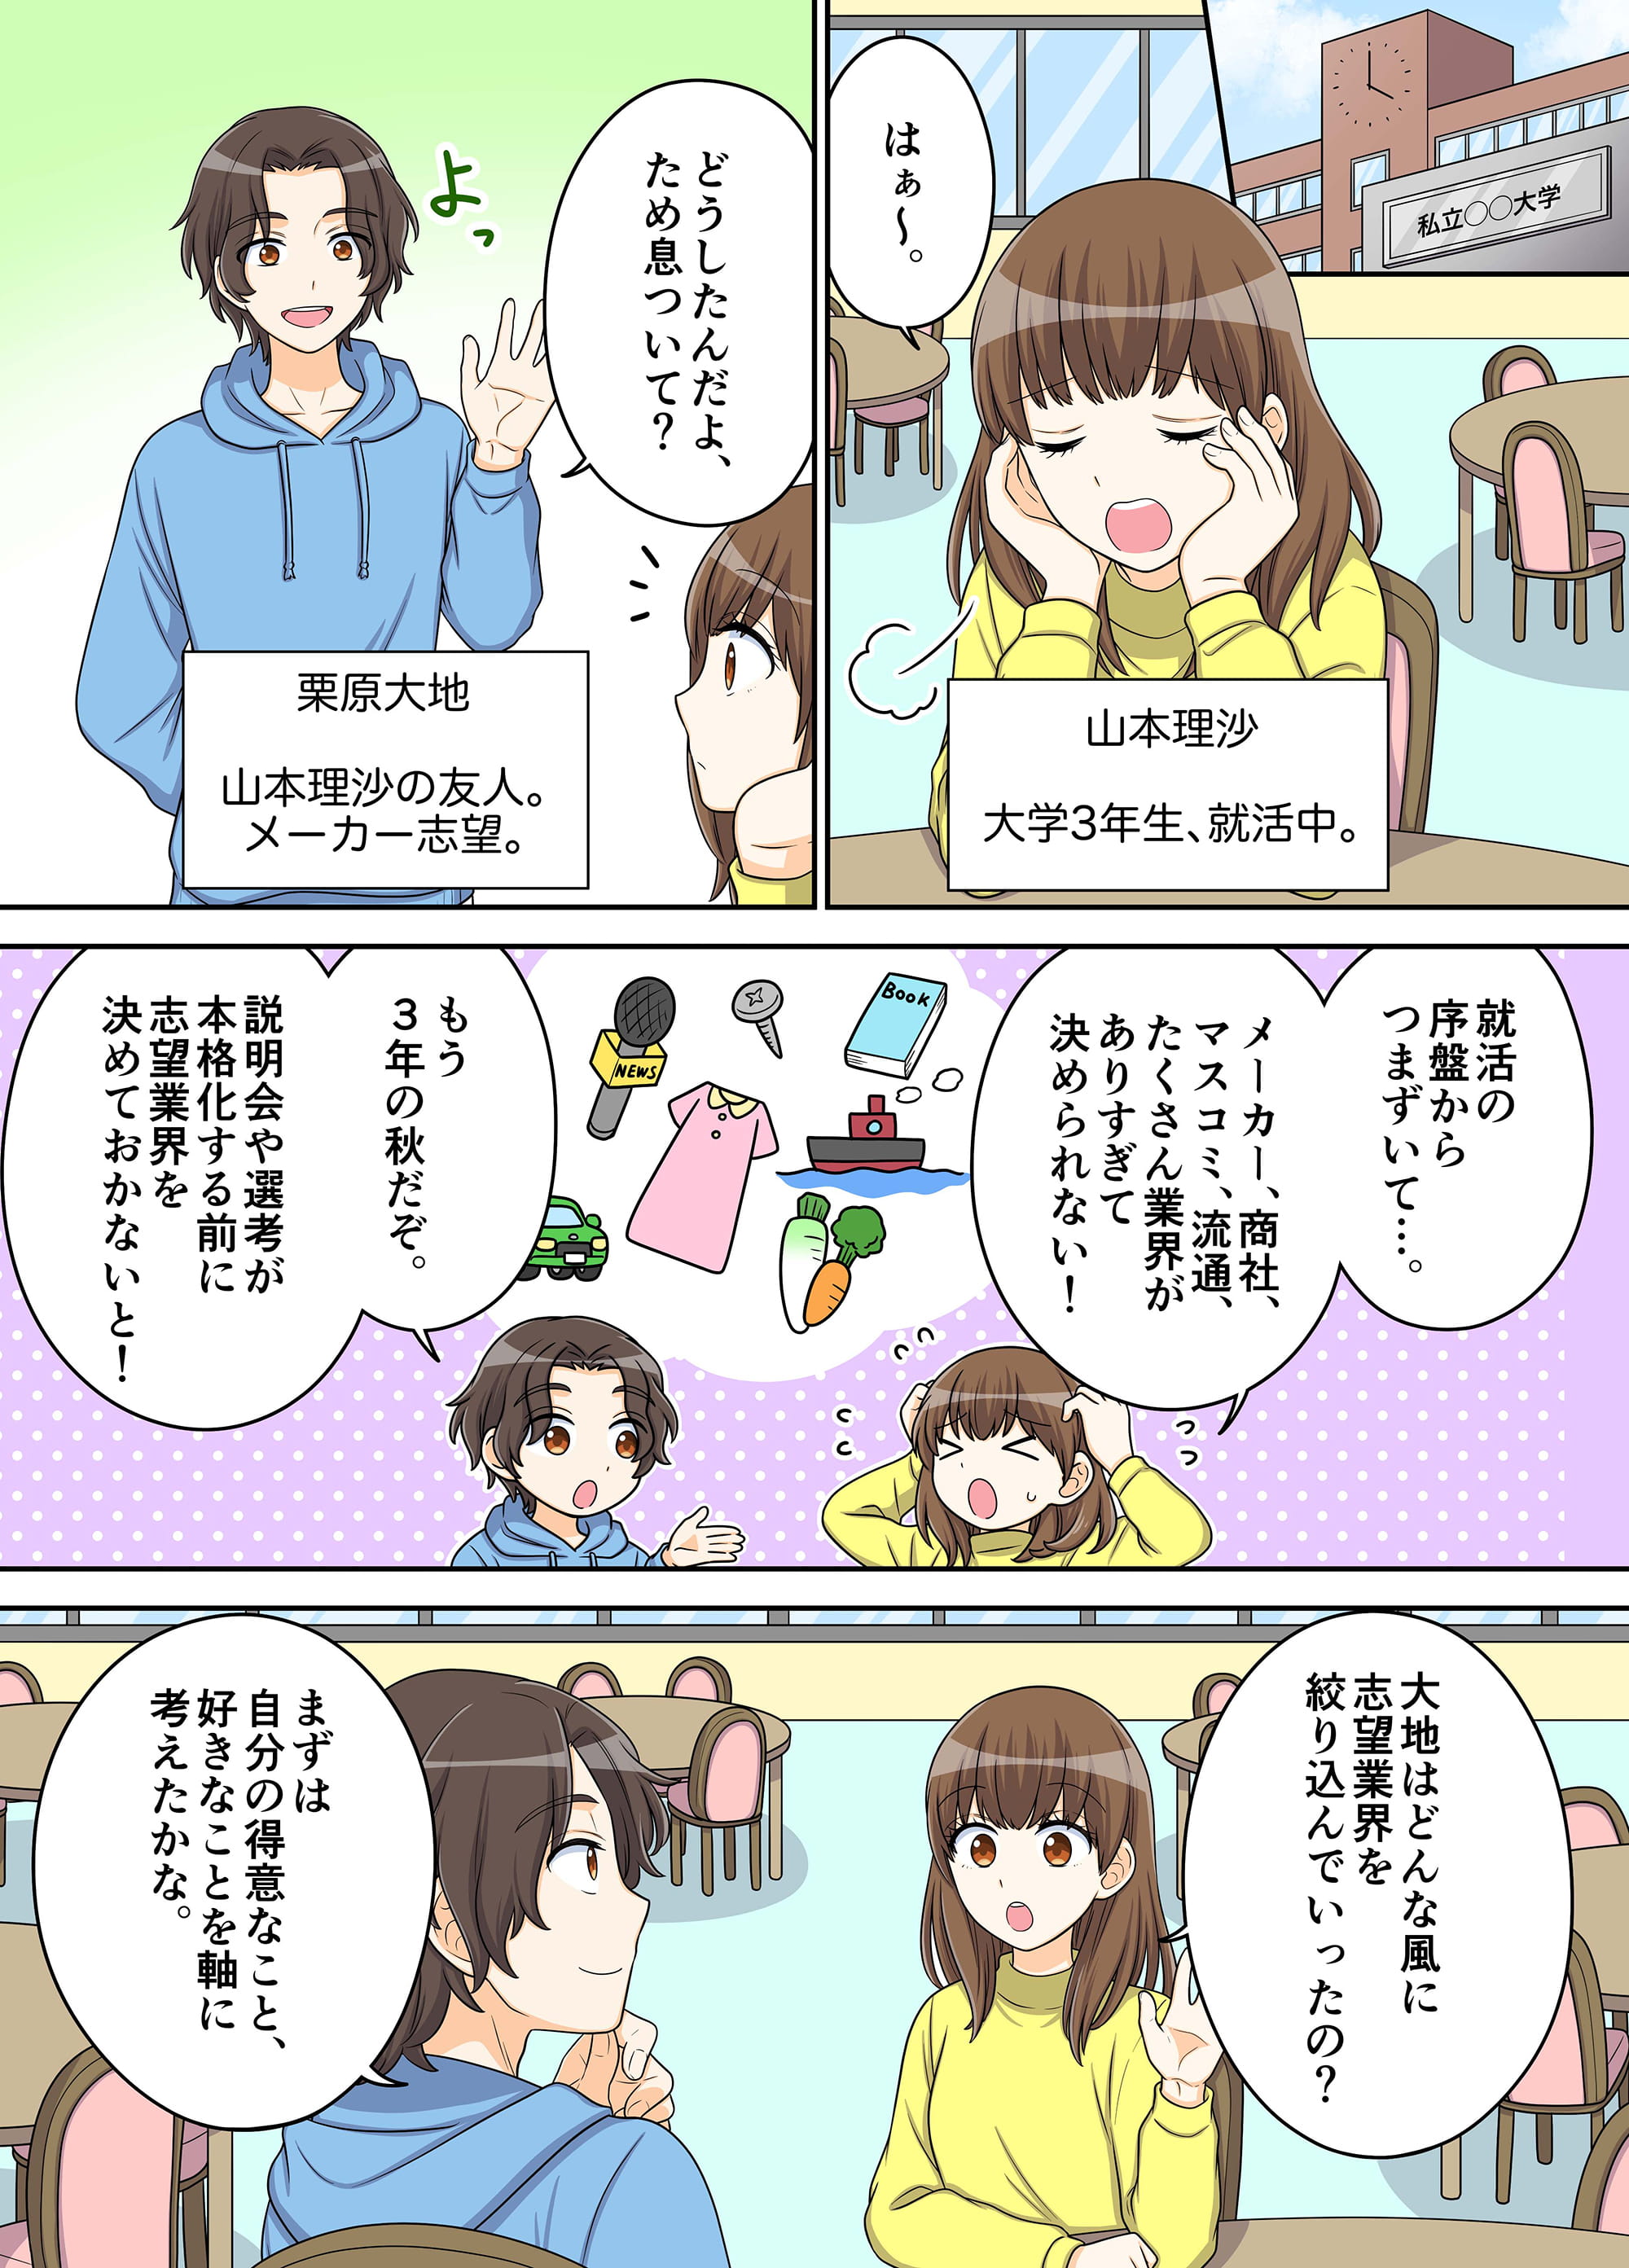 私立○○大学
はぁ〜。
山本理沙
大学3年生、就活中。
どうしたんだよ、
ため息ついて?
よっ
栗原大地
山本理沙の友人。
メーカー志望。
就活の
序盤から
つまずいて…。
メーカー、商社、
マスコミ、流通、
たくさん業界が
ありすぎて
決められない!
Book
NEWS
もう
3年の秋だぞ。
説明会や選考が
本格化する前に
志望業界を
決めておかないと!
大地はどんな風に
志望業界を
絞り込んでいったの?
まずは
自分の得意なこと、
好きなことを軸に
考えたかな。